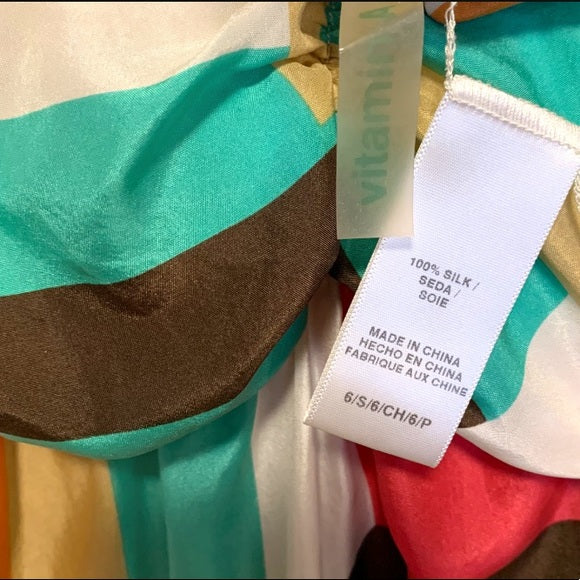 vitamin A
100% SILK /
SEDA /
SOIE
MADE IN CHINA
HECHO EN CHINA
FABRIQUE AUX CHINE
6/S/6/CH/6/P